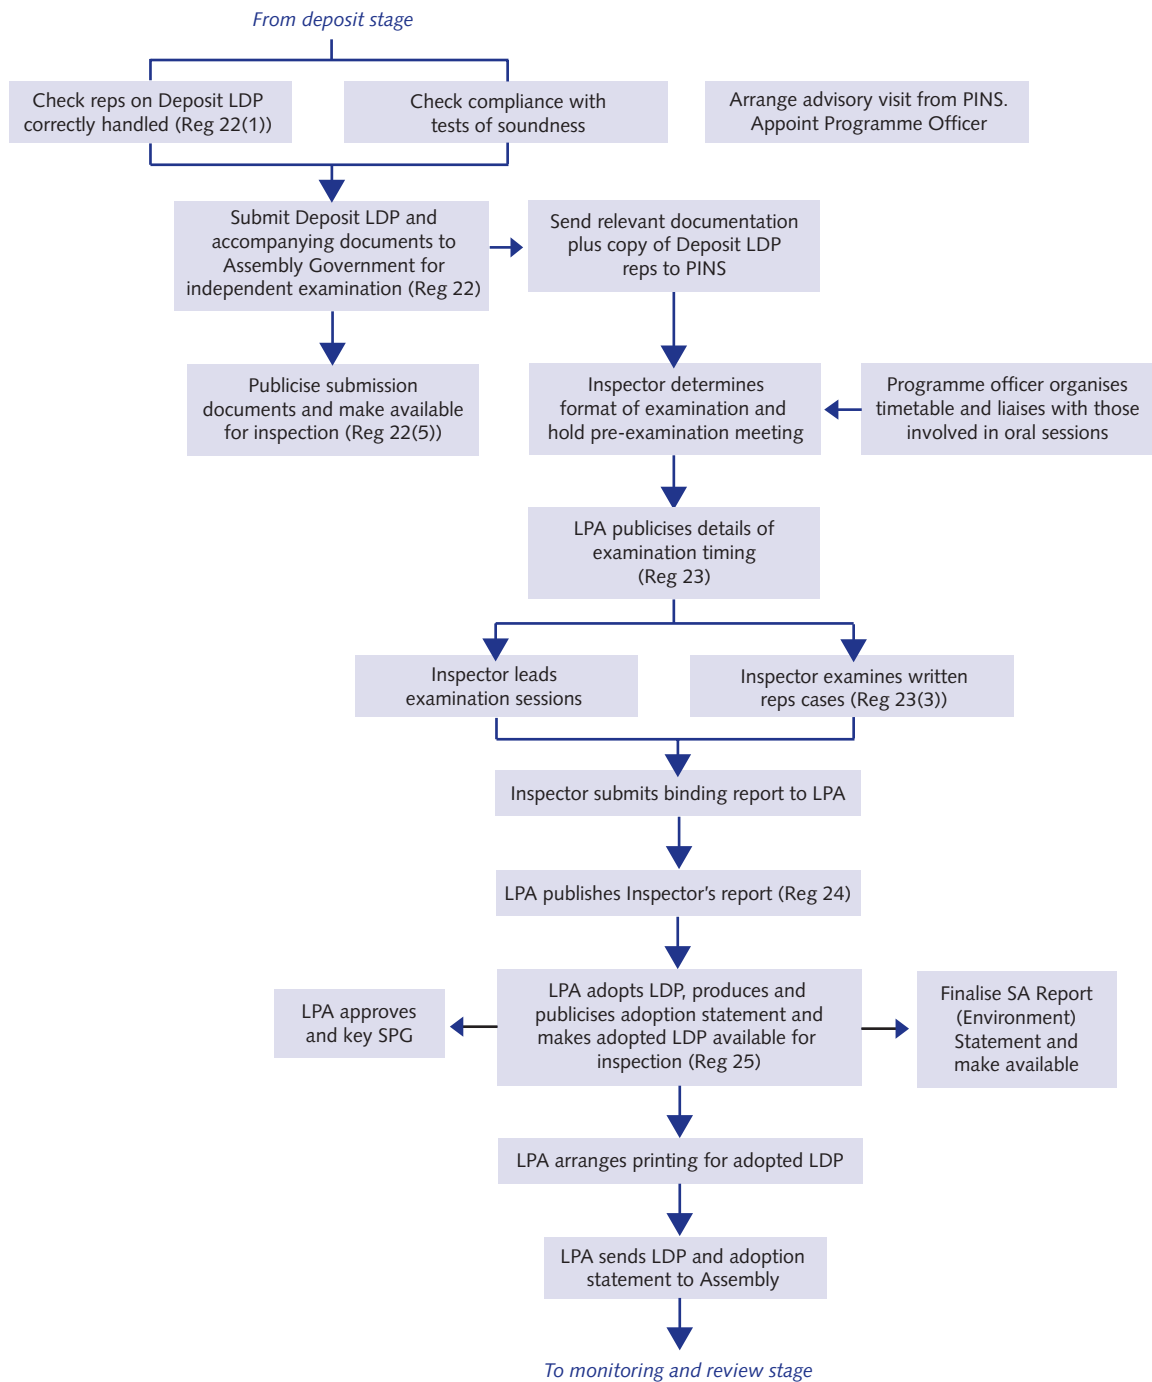 From deposit stage
Check reps on Deposit LDP
correctly handled (Reg 22(1))
Check compliance with
tests of soundness
Arrange advisory visit from PINS.
Appoint Programme Officer
Submit Deposit LDP and
accompanying documents to
Assembly Government for
independent examination (Reg 22)
Send relevant documentation
plus copy of Deposit LDP
reps to PINS
Publicise submission
documents and make available
for inspection (Reg 22(5))
Inspector determines
format of examination and
hold pre-examination meeting
Programme officer organises
timetable and liaises with those
involved in oral sessions
LPA publicises details of
examination timing
(Reg 23)
Inspector leads
examination sessions
Inspector examines written
reps cases (Reg 23(3))
Inspector submits binding report to LPA
LPA publishes Inspector’s report (Reg 24)
LPA approves
and key SPG
LPA adopts LDP, produces and
publicises adoption statement and
makes adopted LDP available for
inspection (Reg 25)
Finalise SA Report
(Environment)
Statement and
make available
LPA arranges printing for adopted LDP
LPA sends LDP and adoption
statement to Assembly
To monitoring and review stage